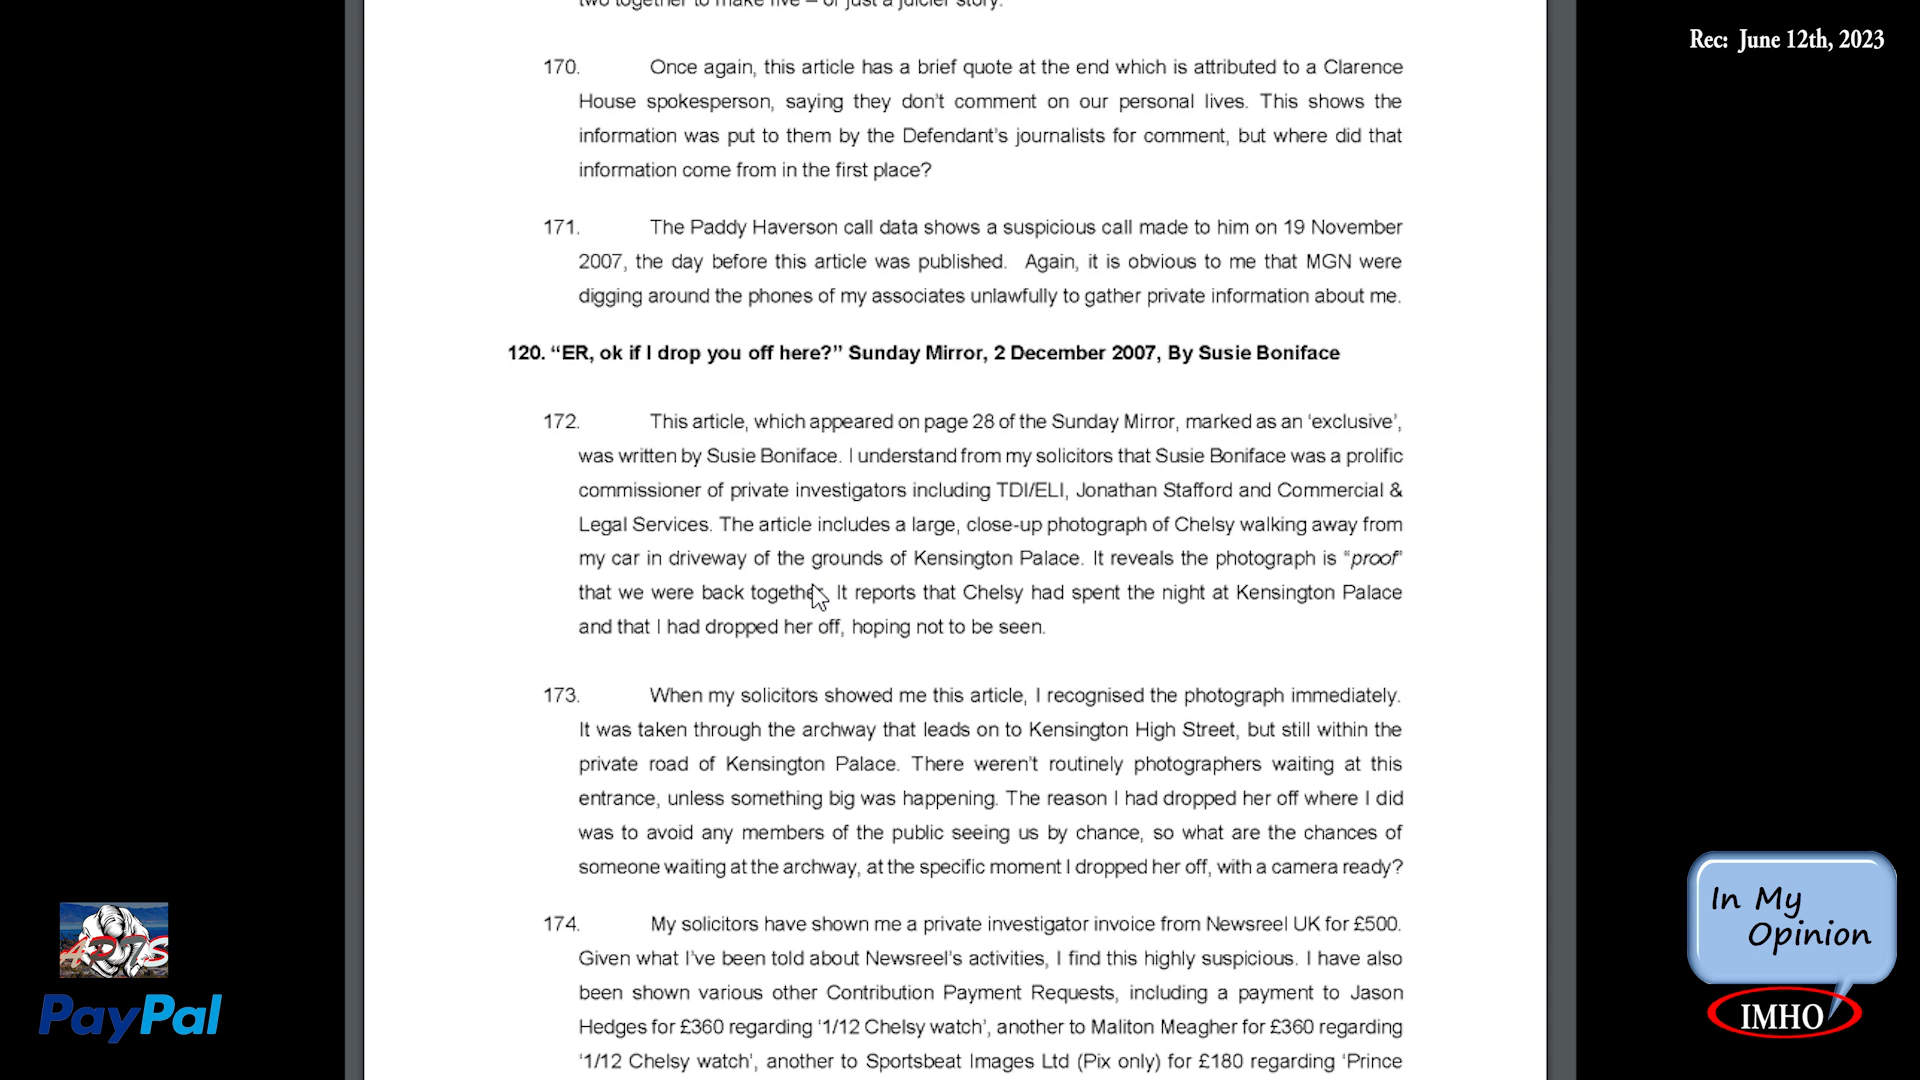 two together to make five – or just a juicier story.
Rec: June 12th, 2023
170. Once again, this article has a brief quote at the end which is attributed to a Clarence
House spokesperson, saying they don't comment on our personal lives. This shows the
information was put to them by the Defendant's journalists for comment, but where did that
information come from in the first place?
171. The Paddy Haverson call data shows a suspicious call made to him on 19 November
2007, the day before this article was published. Again, it is obvious to me that MGN were
digging around the phones of my associates unlawfully to gather private information about me.
120. “ER, ok if I drop you off here?” Sunday Mirror, 2 December 2007, By Susie Boniface
172. This article, which appeared on page 28 of the Sunday Mirror, marked as an ‘exclusive’,
was written by Susie Boniface. I understand from my solicitors that Susie Boniface was a prolific
commissioner of private investigators including TDI/ELI, Jonathan Stafford and Commercial &
Legal Services. The article includes a large, close-up photograph of Chelsy walking away from
my car in driveway of the grounds of Kensington Palace. It reveals the photograph is “proof”
that we were back together. It reports that Chelsy had spent the night at Kensington Palace
and that I had dropped her off, hoping not to be seen.
173. When my solicitors showed me this article, I recognised the photograph immediately.
It was taken through the archway that leads on to Kensington High Street, but still within the
private road of Kensington Palace. There weren't routinely photographers waiting at this
entrance, unless something big was happening. The reason I had dropped her off where I did
was to avoid any members of the public seeing us by chance, so what are the chances of
someone waiting at the archway, at the specific moment I dropped her off, with a camera ready?
174. My solicitors have shown me a private investigator invoice from Newsreel UK for £500.
Given what I've been told about Newsreel's activities, I find this highly suspicious. I have also
been shown various other Contribution Payment Requests, including a payment to Jason
Hedges for £360 regarding ‘1/12 Chelsy watch’, another to Maliton Meagher for £360 regarding
‘1/12 Chelsy watch’, another to Sportsbeat Images Ltd (Pix only) for £180 regarding ‘Prince
PayPal
In My
Opinion
IMHO